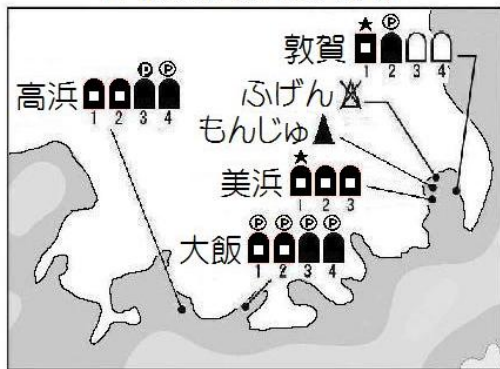 ★ Ⓟ
敦賀
1 2 3 4
Ⓟ Ⓟ
高浜
1 2 3 4
ふげん
もんじゅ
★
美浜
1 2 3
Ⓟ Ⓟ Ⓟ Ⓟ
大飯
1 2 3 4